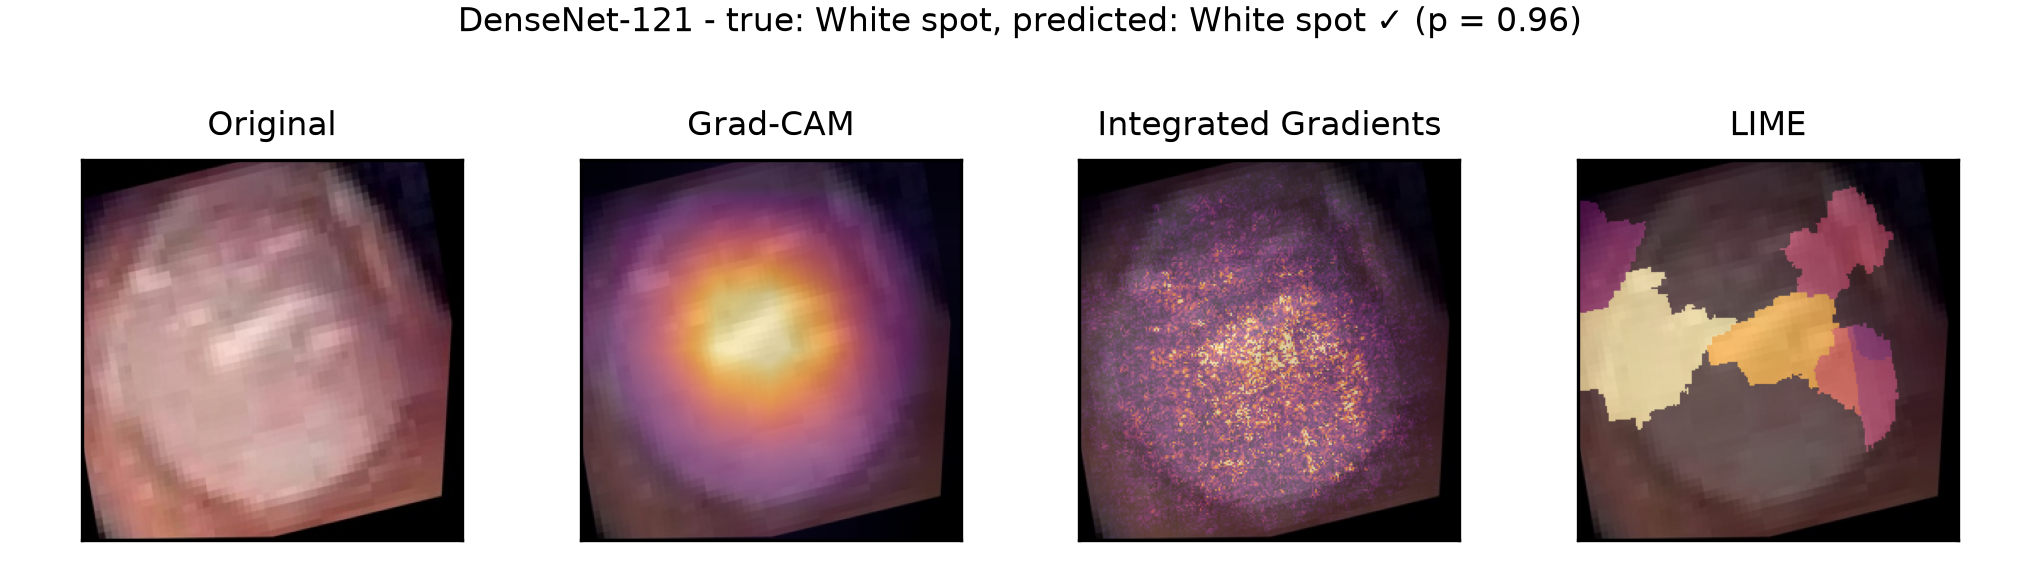 DenseNet-121 - true: White spot, predicted: White spot ✓ (p = 0.96)
Original
Grad-CAM
Integrated Gradients
LIME